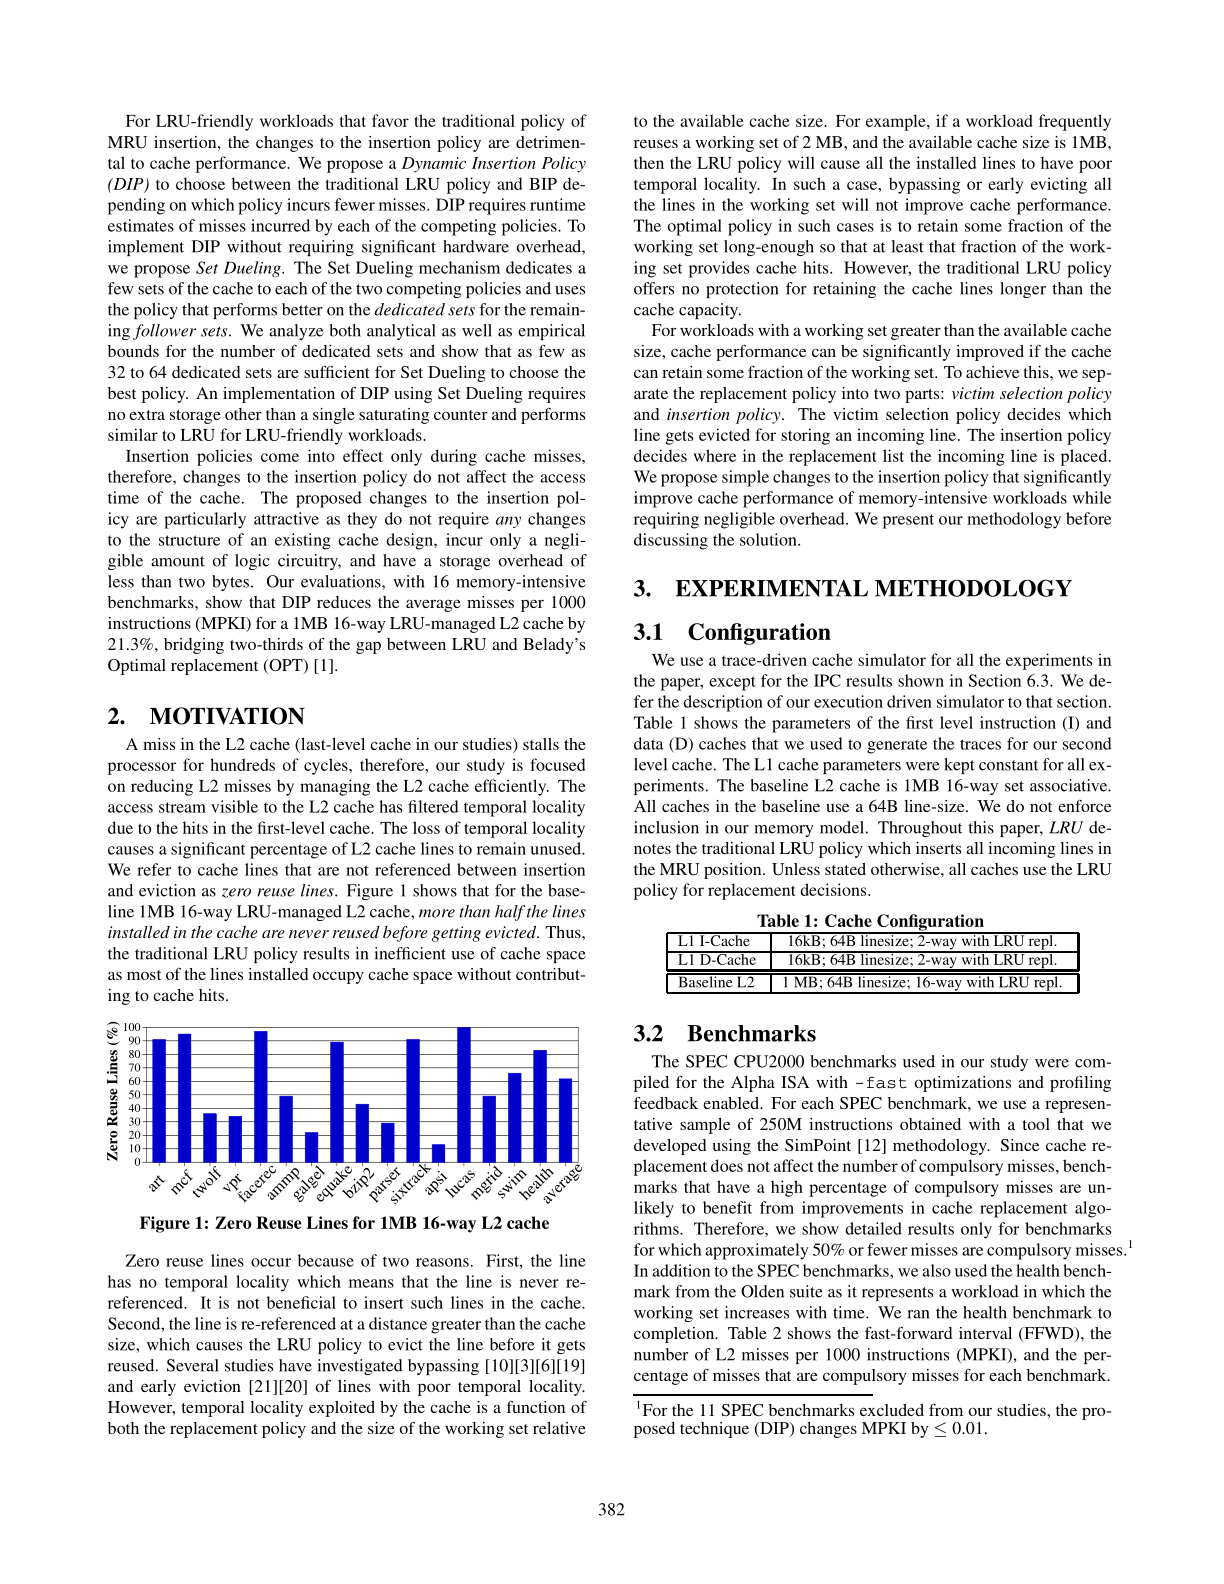 For LRU-friendly workloads that favor the traditional policy of
MRU insertion, the changes to the insertion policy are detrimen-
tal to cache performance. We propose a Dynamic Insertion Policy
(DIP) to choose between the traditional LRU policy and BIP de-
pending on which policy incurs fewer misses. DIP requires runtime
estimates of misses incurred by each of the competing policies. To
implement DIP without requiring significant hardware overhead,
we propose Set Dueling. The Set Dueling mechanism dedicates a
few sets of the cache to each of the two competing policies and uses
the policy that performs better on the dedicated sets for the remain-
ing follower sets. We analyze both analytical as well as empirical
bounds for the number of dedicated sets and show that as few as
32 to 64 dedicated sets are sufficient for Set Dueling to choose the
best policy. An implementation of DIP using Set Dueling requires
no extra storage other than a single saturating counter and performs
similar to LRU for LRU-friendly workloads.
Insertion policies come into effect only during cache misses,
therefore, changes to the insertion policy do not affect the access
time of the cache. The proposed changes to the insertion pol-
icy are particularly attractive as they do not require any changes
to the structure of an existing cache design, incur only a negli-
gible amount of logic circuitry, and have a storage overhead of
less than two bytes. Our evaluations, with 16 memory-intensive
benchmarks, show that DIP reduces the average misses per 1000
instructions (MPKI) for a 1MB 16-way LRU-managed L2 cache by
21.3%, bridging two-thirds of the gap between LRU and Belady's
Optimal replacement (OPT) [1].
2. MOTIVATION
A miss in the L2 cache (last-level cache in our studies) stalls the
processor for hundreds of cycles, therefore, our study is focused
on reducing L2 misses by managing the L2 cache efficiently. The
access stream visible to the L2 cache has filtered temporal locality
due to the hits in the first-level cache. The loss of temporal locality
causes a significant percentage of L2 cache lines to remain unused.
We refer to cache lines that are not referenced between insertion
and eviction as zero reuse lines. Figure 1 shows that for the base-
line 1MB 16-way LRU-managed L2 cache, more than half the lines
installed in the cache are never reused before getting evicted. Thus,
the traditional LRU policy results in inefficient use of cache space
as most of the lines installed occupy cache space without contribut-
ing to cache hits.
Zero Reuse Lines (%)
100
90
80
70
60
50
40
30
20
10
0
art
mcf
twolf
vpr
facerec
ammp
galgel
equake
bzip2
parser
sixtrack
apsi
lucas
mgrid
swim
health
average
Figure 1: Zero Reuse Lines for 1MB 16-way L2 cache
Zero reuse lines occur because of two reasons. First, the line
has no temporal locality which means that the line is never re-
referenced. It is not beneficial to insert such lines in the cache.
Second, the line is re-referenced at a distance greater than the cache
size, which causes the LRU policy to evict the line before it gets
reused. Several studies have investigated bypassing [10][3][6][19]
and early eviction [21][20] of lines with poor temporal locality.
However, temporal locality exploited by the cache is a function of
both the replacement policy and the size of the working set relative
to the available cache size. For example, if a workload frequently
reuses a working set of 2 MB, and the available cache size is 1MB,
then the LRU policy will cause all the installed lines to have poor
temporal locality. In such a case, bypassing or early evicting all
the lines in the working set will not improve cache performance.
The optimal policy in such cases is to retain some fraction of the
working set long-enough so that at least that fraction of the work-
ing set provides cache hits. However, the traditional LRU policy
offers no protection for retaining the cache lines longer than the
cache capacity.
For workloads with a working set greater than the available cache
size, cache performance can be significantly improved if the cache
can retain some fraction of the working set. To achieve this, we sep-
arate the replacement policy into two parts: victim selection policy
and insertion policy. The victim selection policy decides which
line gets evicted for storing an incoming line. The insertion policy
decides where in the replacement list the incoming line is placed.
We propose simple changes to the insertion policy that significantly
improve cache performance of memory-intensive workloads while
requiring negligible overhead. We present our methodology before
discussing the solution.
3. EXPERIMENTAL METHODOLOGY
3.1 Configuration
We use a trace-driven cache simulator for all the experiments in
the paper, except for the IPC results shown in Section 6.3. We de-
fer the description of our execution driven simulator to that section.
Table 1 shows the parameters of the first level instruction (I) and
data (D) caches that we used to generate the traces for our second
level cache. The L1 cache parameters were kept constant for all ex-
periments. The baseline L2 cache is 1MB 16-way set associative.
All caches in the baseline use a 64B line-size. We do not enforce
inclusion in our memory model. Throughout this paper, LRU de-
notes the traditional LRU policy which inserts all incoming lines in
the MRU position. Unless stated otherwise, all caches use the LRU
policy for replacement decisions.
Table 1: Cache Configuration
L1 I-Cache 16kB; 64B linesize; 2-way with LRU repl.
L1 D-Cache 16kB; 64B linesize; 2-way with LRU repl.
Baseline L2 1 MB; 64B linesize; 16-way with LRU repl.
3.2 Benchmarks
The SPEC CPU2000 benchmarks used in our study were com-
piled for the Alpha ISA with -fast optimizations and profiling
feedback enabled. For each SPEC benchmark, we use a represen-
tative sample of 250M instructions obtained with a tool that we
developed using the SimPoint [12] methodology. Since cache re-
placement does not affect the number of compulsory misses, bench-
marks that have a high percentage of compulsory misses are un-
likely to benefit from improvements in cache replacement algo-
rithms. Therefore, we show detailed results only for benchmarks
for which approximately 50% or fewer misses are compulsory misses.1
In addition to the SPEC benchmarks, we also used the health bench-
mark from the Olden suite as it represents a workload in which the
working set increases with time. We ran the health benchmark to
completion. Table 2 shows the fast-forward interval (FFWD), the
number of L2 misses per 1000 instructions (MPKI), and the per-
centage of misses that are compulsory misses for each benchmark.
1For the 11 SPEC benchmarks excluded from our studies, the pro-
posed technique (DIP) changes MPKI by ≤ 0.01.
382